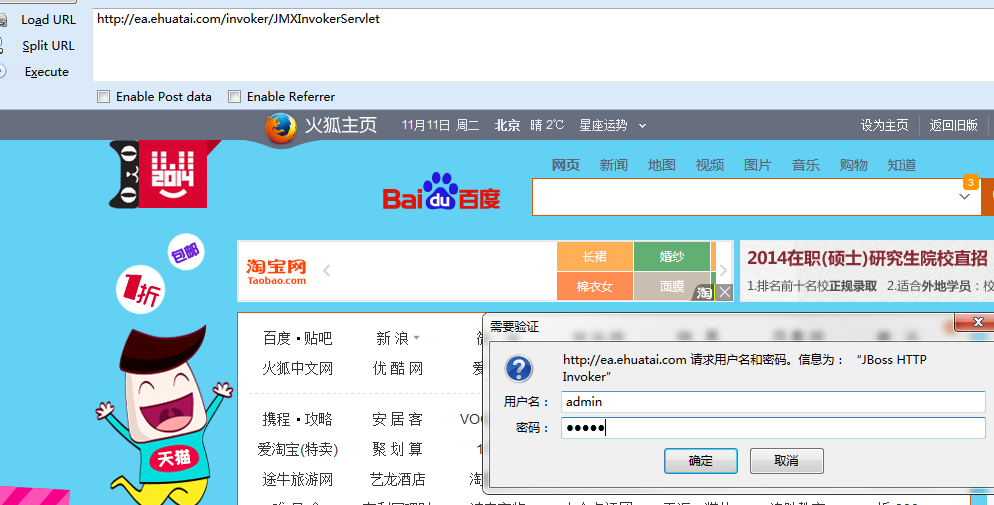 Load URL
http://ea.ehuatai.com/invoker/JMXInvokerServlet
Split URL
Execute
Enable Post data Enable Referrer
火狐主页 11月11日 周二 北京 晴 2℃ 星座运势 设为主页 返回旧版
11.11
2014
网页 新闻 地图 视频 图片 音乐 购物 知道
Bai du 百度
3
包邮
1折
淘宝网
Taobao.com
长裙 婚纱
棉衣女 面膜
淘
2014在职(硕士)研究生院校直招
1.排名前十名校正规录取 2.适合外地学员：校
百度 ▪ 贴吧 新 浪
火狐中文网 优 酷 网 爱
携程 ▪ 攻略 安 居 客
爱淘宝(特卖) 聚 划 算
途牛旅游网 艺龙酒店
天猫
需要验证
http://ea.ehuatai.com 请求用户名和密码。信息为： “JBoss HTTP
Invoker”
用户名： admin
密码： ●●●●●
确定 取消